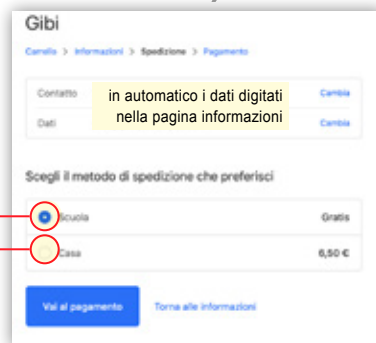 Gibi
Carrello > Informazioni > Spedizione > Pagamento
Contatto
in automatico i dati digitati
Cambia
Dati
nella pagina informazioni
Cambia
Scegli il metodo di spedizione che preferisci
Scuola Gratis
Casa 6,50 €
Vai al pagamento Torna alle informazioni